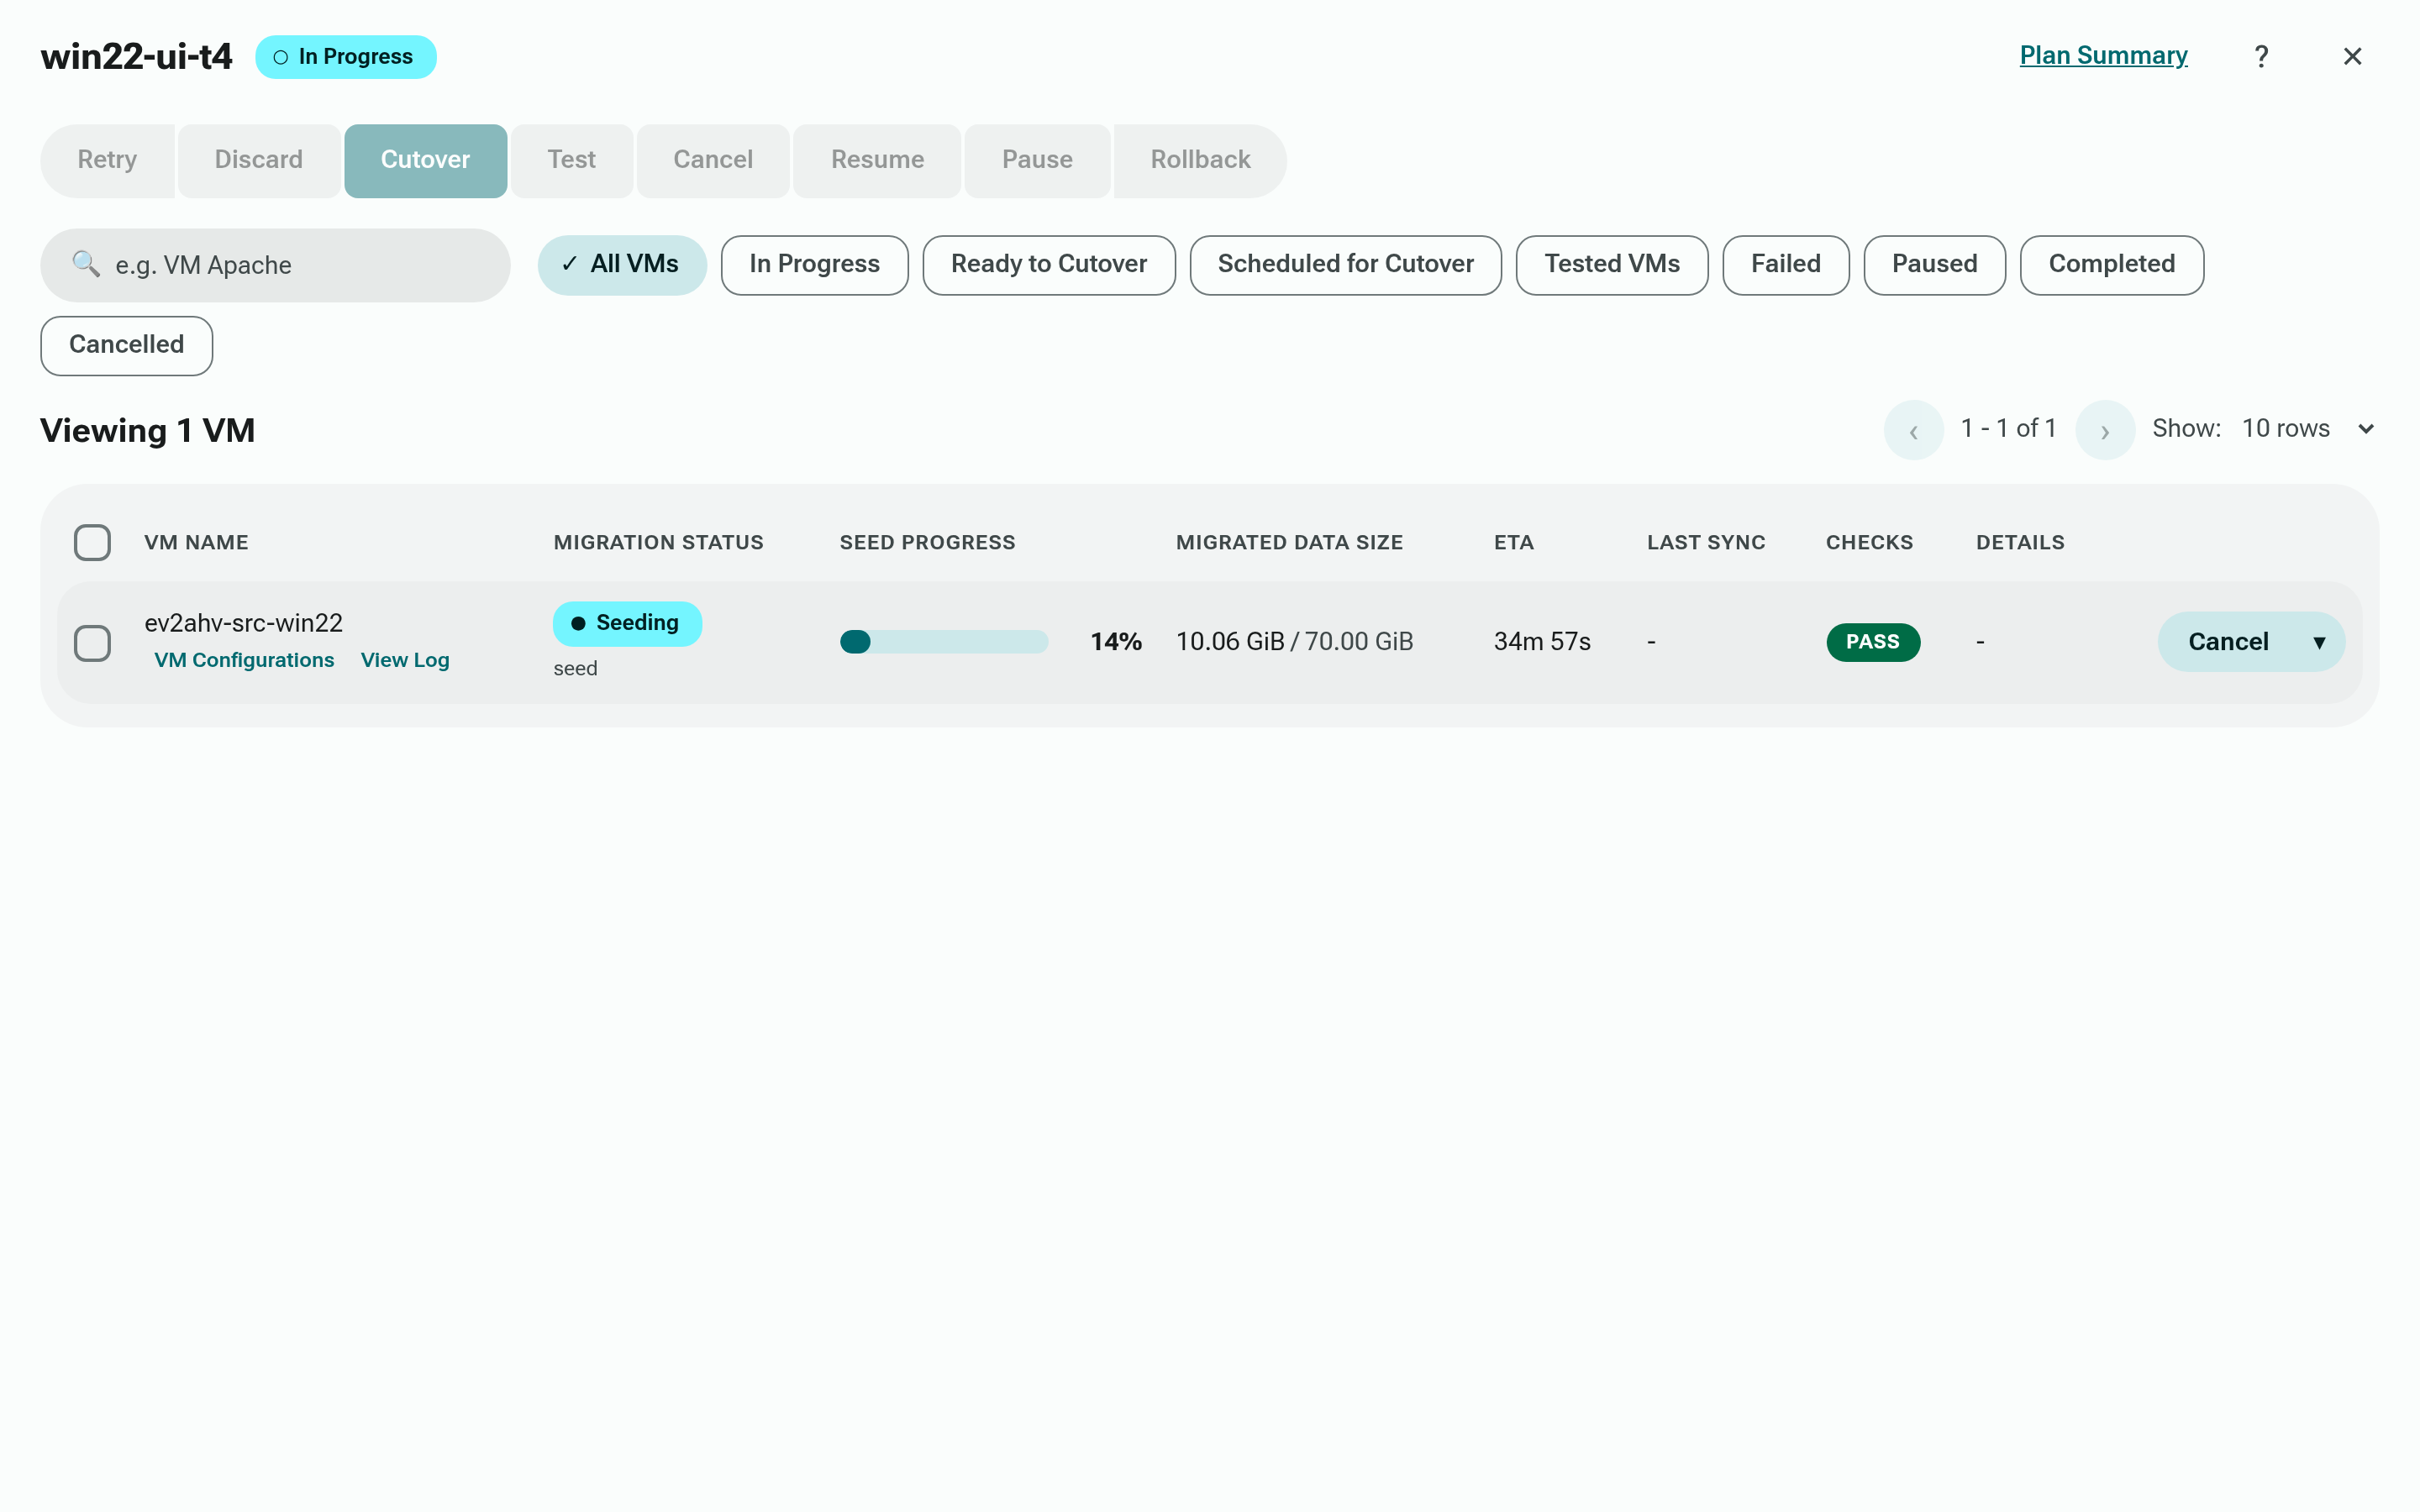 win22-ui-t4 In Progress Plan Summary ? ✕
Retry Discard Cutover Test Cancel Resume Pause Rollback
e.g. VM Apache ✓ All VMs In Progress Ready to Cutover Scheduled for Cutover Tested VMs Failed Paused Completed
Cancelled
Viewing 1 VM ‹ 1 - 1 of 1 › Show: 10 rows
VM NAME MIGRATION STATUS SEED PROGRESS MIGRATED DATA SIZE ETA LAST SYNC CHECKS DETAILS
ev2ahv-src-win22 Seeding 14% 10.06 GiB / 70.00 GiB 34m 57s - PASS - Cancel ▾
VM Configurations View Log seed